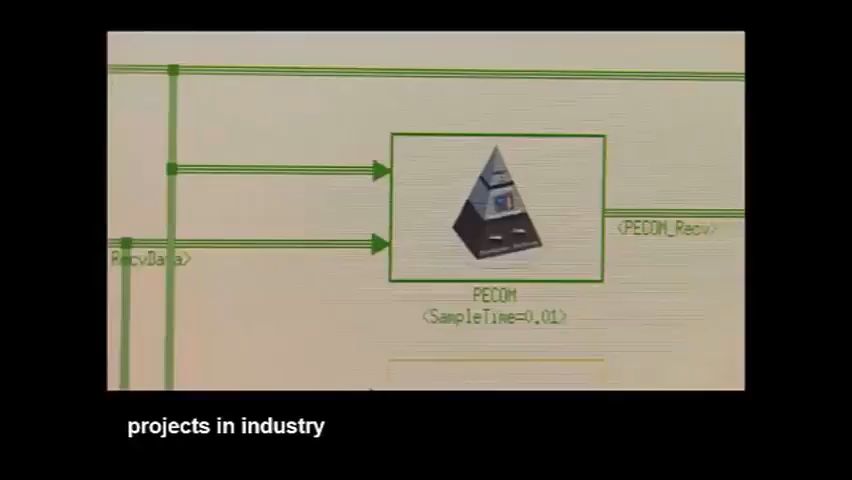 <PECOM_Recv>
RecvData>
PECOM
<SampleTime=0.01>
projects in industry